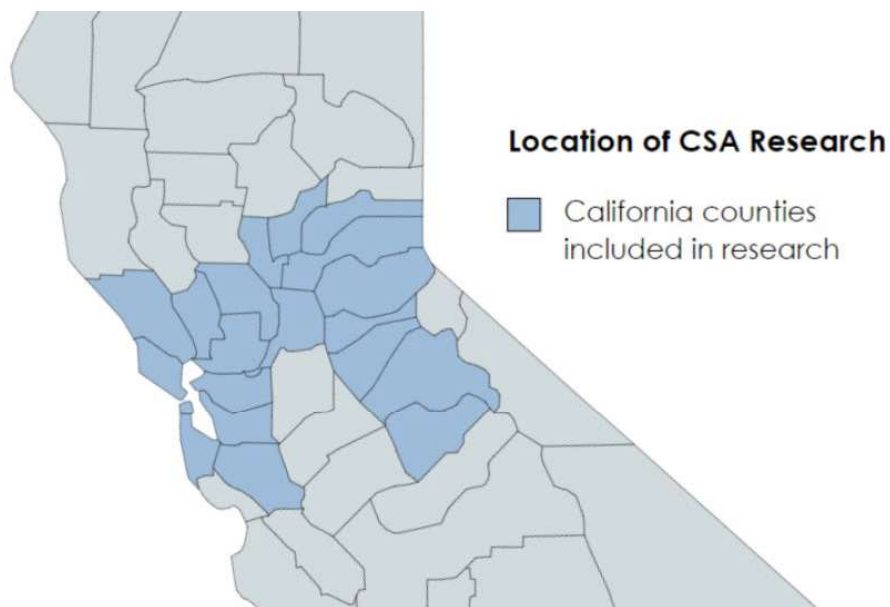 Location of CSA Research
California counties
included in research